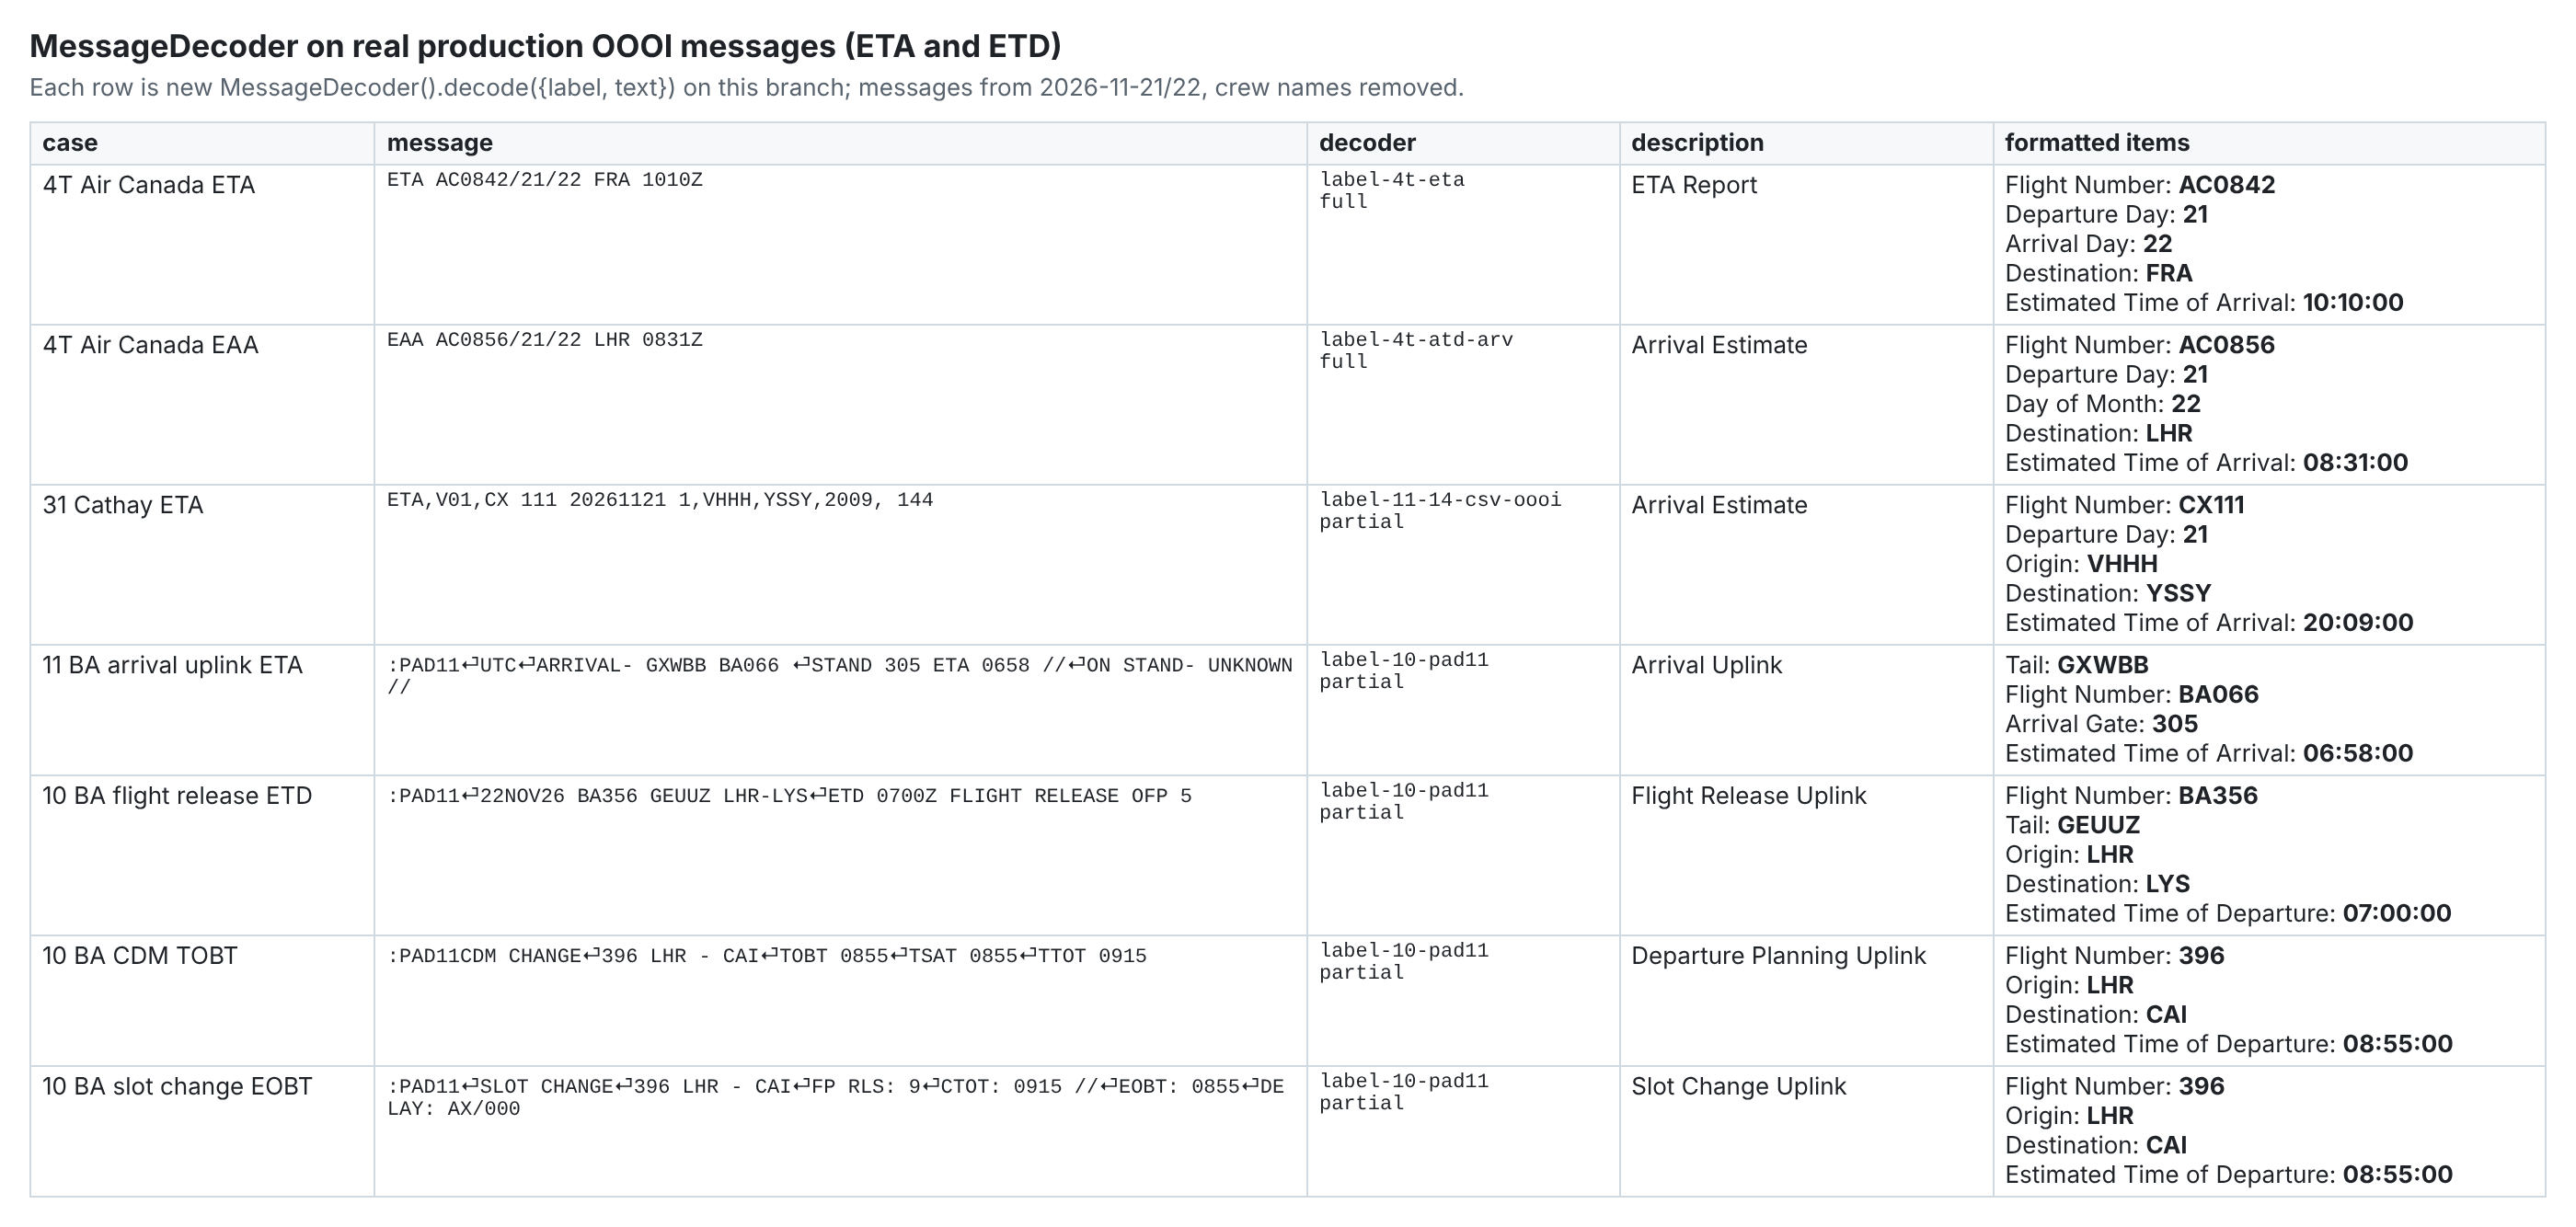 MessageDecoder on real production OOOI messages (ETA and ETD)
Each row is new MessageDecoder().decode({label, text}) on this branch; messages from 2026-11-21/22, crew names removed.
case message decoder description formatted items
4T Air Canada ETA ETA AC0842/21/22 FRA 1010Z label-4t-eta ETA Report Flight Number: AC0842
full Departure Day: 21
Arrival Day: 22
Destination: FRA
Estimated Time of Arrival: 10:10:00
4T Air Canada EAA EAA AC0856/21/22 LHR 0831Z label-4t-atd-arv Arrival Estimate Flight Number: AC0856
full Departure Day: 21
Day of Month: 22
Destination: LHR
Estimated Time of Arrival: 08:31:00
31 Cathay ETA ETA,V01,CX 111 20261121 1,VHHH,YSSY,2009, 144 label-11-14-csv-oooi Arrival Estimate Flight Number: CX111
partial Departure Day: 21
Origin: VHHH
Destination: YSSY
Estimated Time of Arrival: 20:09:00
11 BA arrival uplink ETA :PAD11⏎UTC⏎ARRIVAL- GXWBB BA066 ⏎STAND 305 ETA 0658 //⏎ON STAND- UNKNOWN label-10-pad11 Arrival Uplink Tail: GXWBB
// partial Flight Number: BA066
Arrival Gate: 305
Estimated Time of Arrival: 06:58:00
10 BA flight release ETD :PAD11⏎22NOV26 BA356 GEUUZ LHR-LYS⏎ETD 0700Z FLIGHT RELEASE OFP 5 label-10-pad11 Flight Release Uplink Flight Number: BA356
partial Tail: GEUUZ
Origin: LHR
Destination: LYS
Estimated Time of Departure: 07:00:00
10 BA CDM TOBT :PAD11CDM CHANGE⏎396 LHR - CAI⏎TOBT 0855⏎TSAT 0855⏎TTOT 0915 label-10-pad11 Departure Planning Uplink Flight Number: 396
partial Origin: LHR
Destination: CAI
Estimated Time of Departure: 08:55:00
10 BA slot change EOBT :PAD11⏎SLOT CHANGE⏎396 LHR - CAI⏎FP RLS: 9⏎CTOT: 0915 //⏎EOBT: 0855⏎DE label-10-pad11 Slot Change Uplink Flight Number: 396
LAY: AX/000 partial Origin: LHR
Destination: CAI
Estimated Time of Departure: 08:55:00